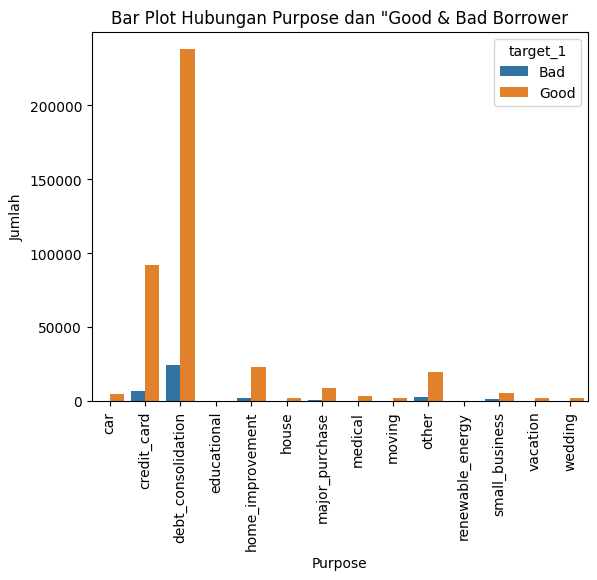 Bar Plot Hubungan Purpose dan "Good & Bad Borrower
target_1
Bad
Good
Jumlah
200000
150000
100000
50000
0
car
credit_card
debt_consolidation
educational
home_improvement
house
major_purchase
medical
moving
other
renewable_energy
small_business
vacation
wedding
Purpose